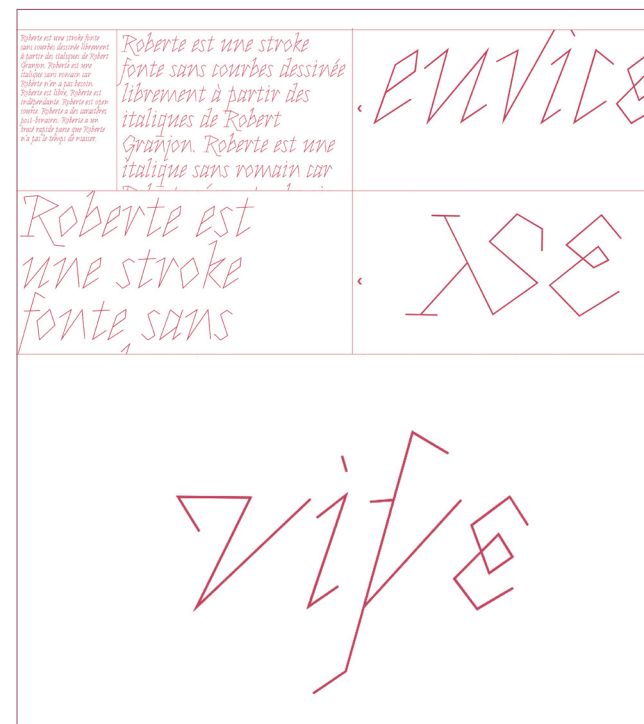 Roberte est une stroke fonte
sans courbes dessinée librement
à partir des italiques de Robert
Granjon. Roberte est une
italique sans romain car
Roberte n'en a pas besoin.
Roberte est libre, Roberte est
indépendante. Roberte est open
source. Roberte a des caractères
post-binaires. Roberte a un
tracé rapide parce que Roberte
n'a pas le temps de
Roberte est une stroke
fonte sans courbes dessinée
librement à partir des
italiques de Robert
Granjon. Roberte est une
italique sans romain car
Roberte est
une stroke
fonte sans